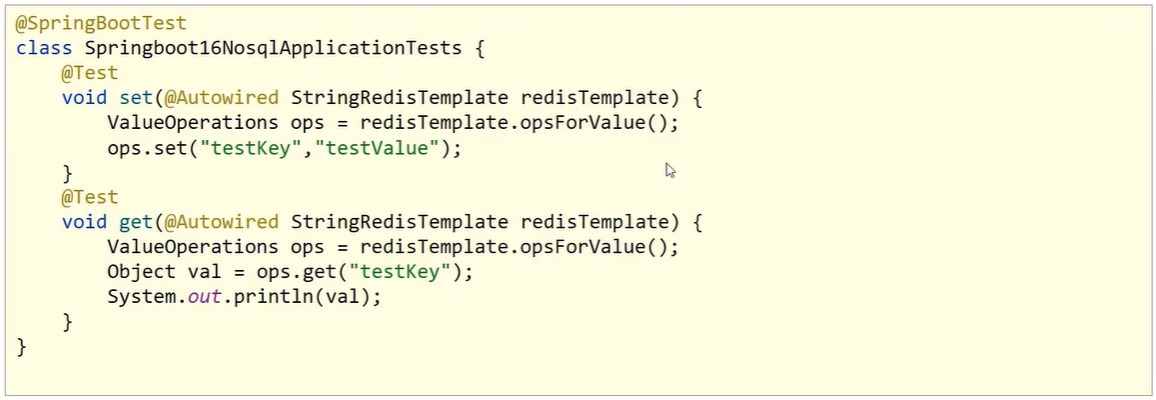 @SpringBootTest
class Springboot16NosqlApplicationTests {
    @Test
    void set(@Autowired StringRedisTemplate redisTemplate) {
        ValueOperations ops = redisTemplate.opsForValue();
        ops.set("testKey","testValue");
    }
    @Test
    void get(@Autowired StringRedisTemplate redisTemplate) {
        ValueOperations ops = redisTemplate.opsForValue();
        Object val = ops.get("testKey");
        System.out.println(val);
    }
}